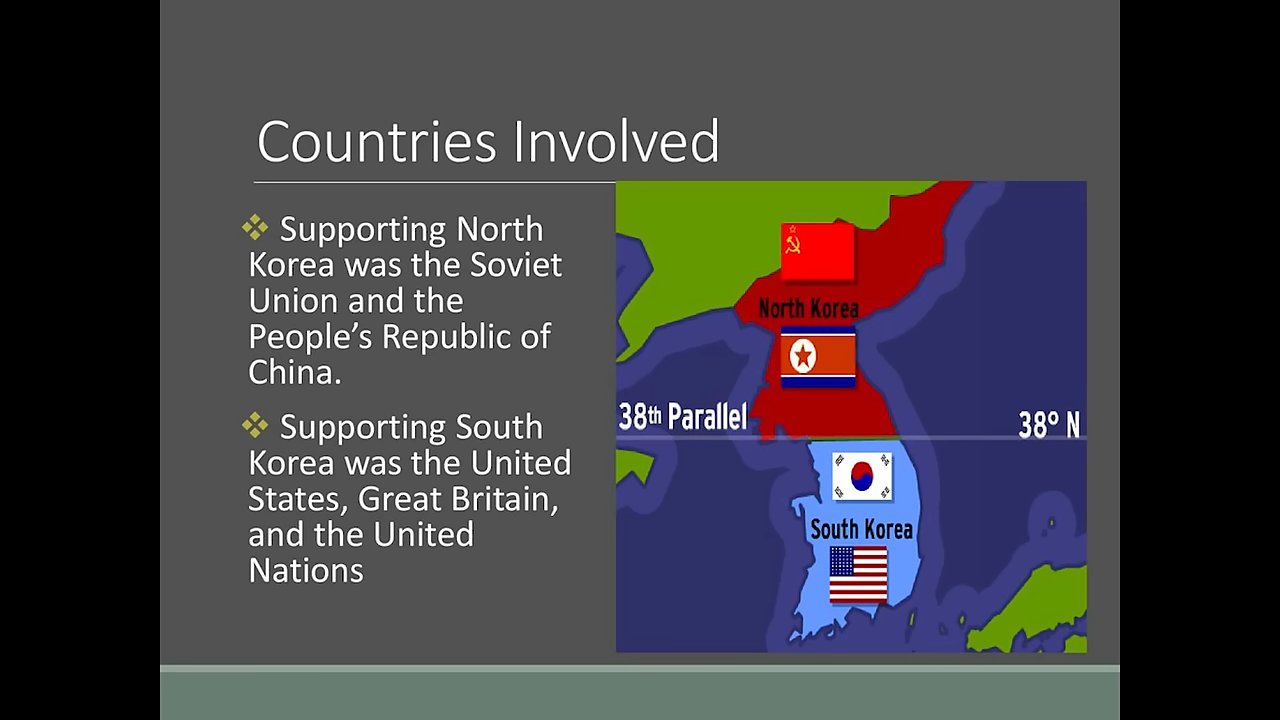 Countries Involved
Supporting North
Korea was the Soviet
Union and the
People's Republic of
China.
Supporting South
Korea was the United
States, Great Britain,
and the United
Nations
North Korea
38th Parallel
38° N
South Korea